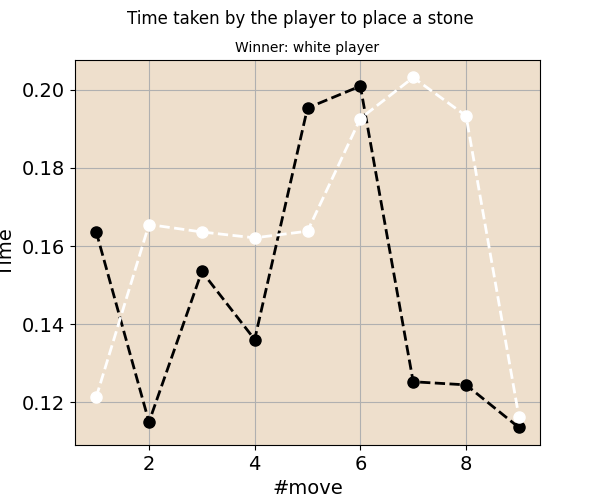 Time taken by the player to place a stone
Winner: white player
0.20
0.18
0.16
0.14
0.12
Time
2 4 6 8
#move